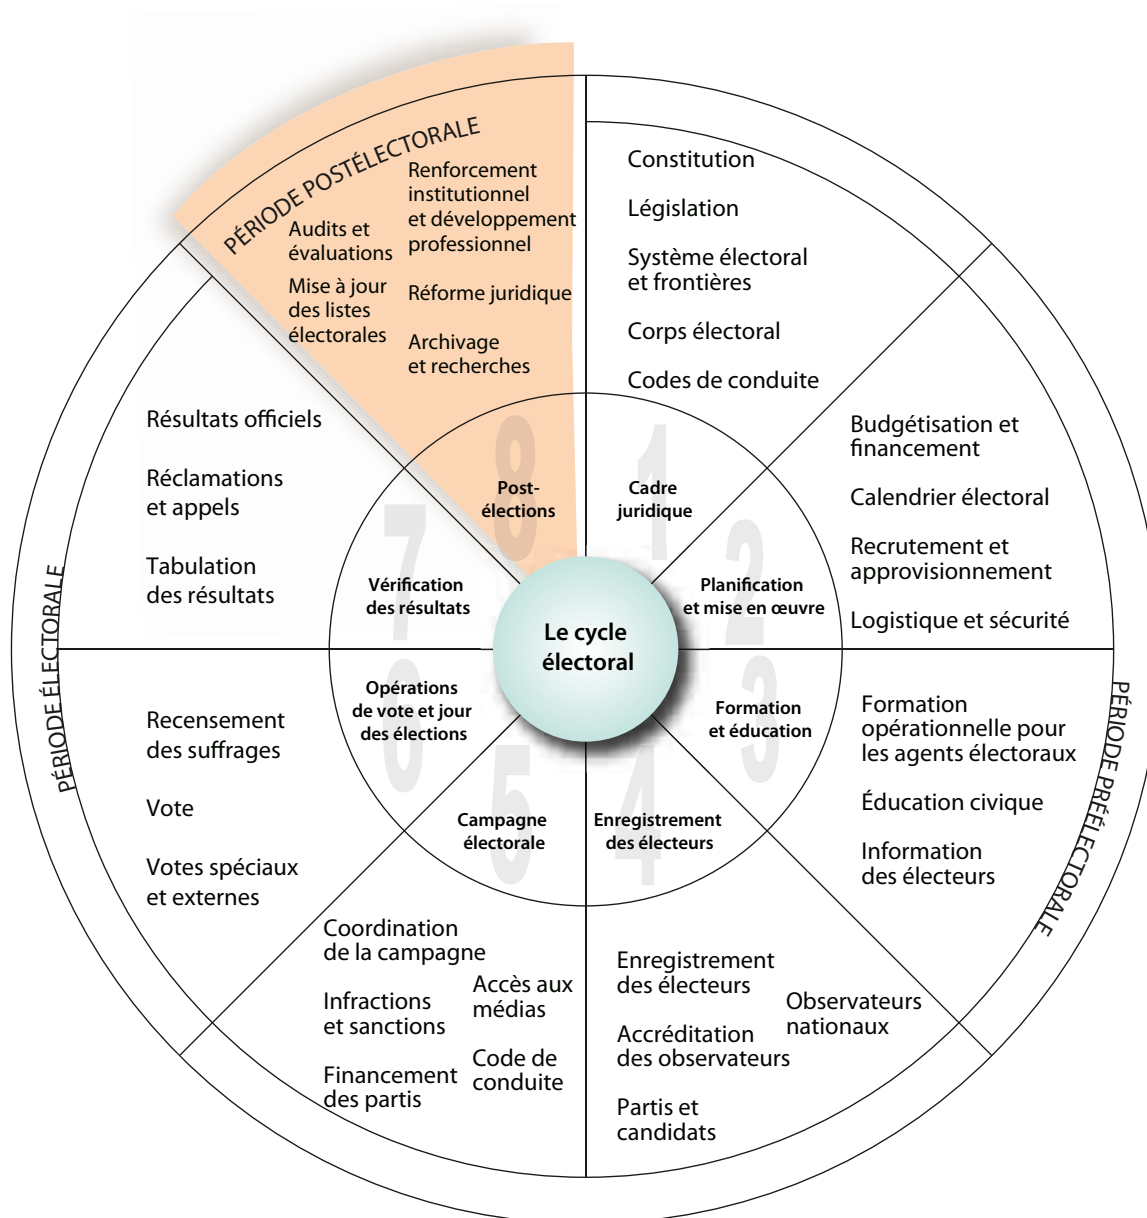 PÉRIODE POSTÉLECTORALE
Renforcement
institutionnel
et développement
professionnel
Audits et
évaluations
Mise à jour
des listes
électorales
Réforme juridique
Archivage
et recherches
8
Post-
élections
Constitution
Législation
Système électoral
et frontières
Corps électoral
Codes de conduite
1
Cadre
juridique
Budgétisation et
financement
Calendrier électoral
Recrutement et
approvisionnement
Logistique et sécurité
2
Planification
et mise en œuvre
PÉRIODE PRÉÉLECTORALE
Formation
opérationnelle pour
les agents électoraux
Éducation civique
Information
des électeurs
3
Formation
et éducation
4
Enregistrement
des électeurs
Enregistrement
des électeurs
Observateurs
nationaux
Accréditation
des observateurs
Partis et
candidats
5
Campagne
électorale
Coordination
de la campagne
Accès aux
médias
Infractions
et sanctions
Code de
conduite
Financement
des partis
6
Opérations
de vote et jour
des élections
Recensement
des suffrages
Vote
Votes spéciaux
et externes
PÉRIODE ÉLECTORALE
7
Vérification
des résultats
Résultats officiels
Réclamations
et appels
Tabulation
des résultats
Le cycle
électoral